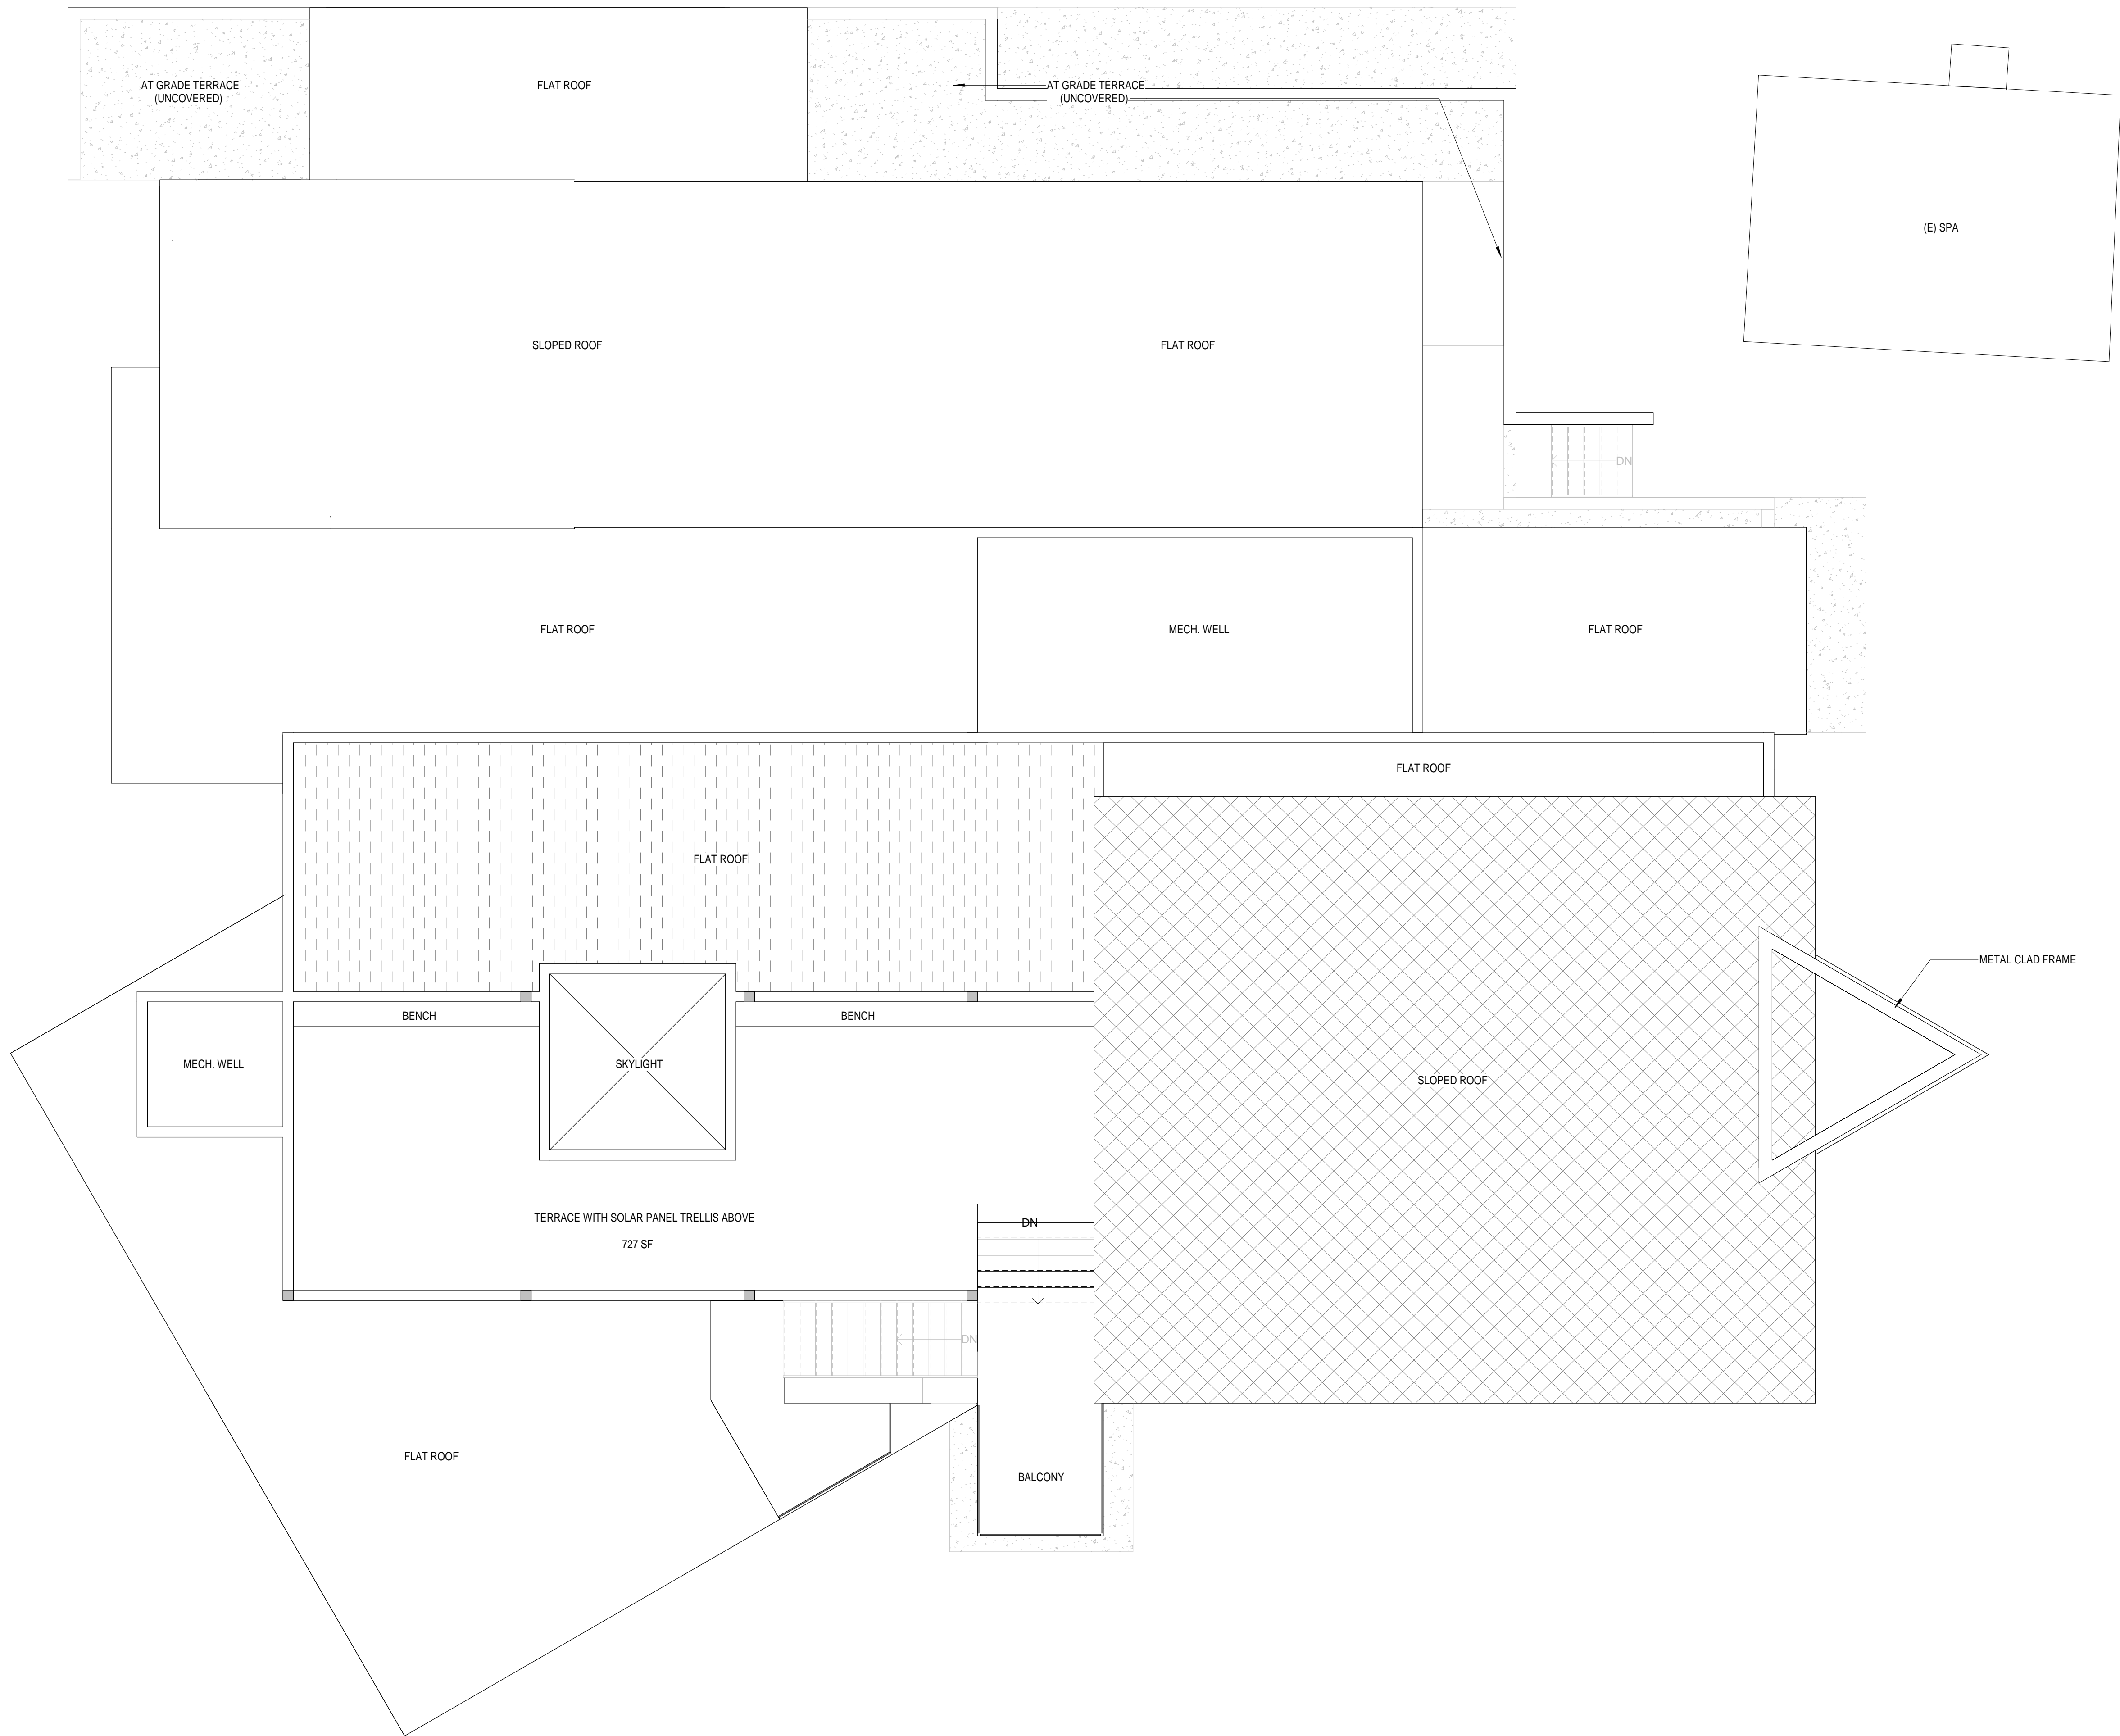 AT GRADE TERRACE
(UNCOVERED)
FLAT ROOF
AT GRADE TERRACE
(UNCOVERED)
(E) SPA
SLOPED ROOF
FLAT ROOF
DN
FLAT ROOF
MECH. WELL
FLAT ROOF
FLAT ROOF
FLAT ROOF
METAL CLAD FRAME
BENCH
BENCH
MECH. WELL
SKYLIGHT
SLOPED ROOF
TERRACE WITH SOLAR PANEL TRELLIS ABOVE
727 SF
DN
DN
FLAT ROOF
BALCONY